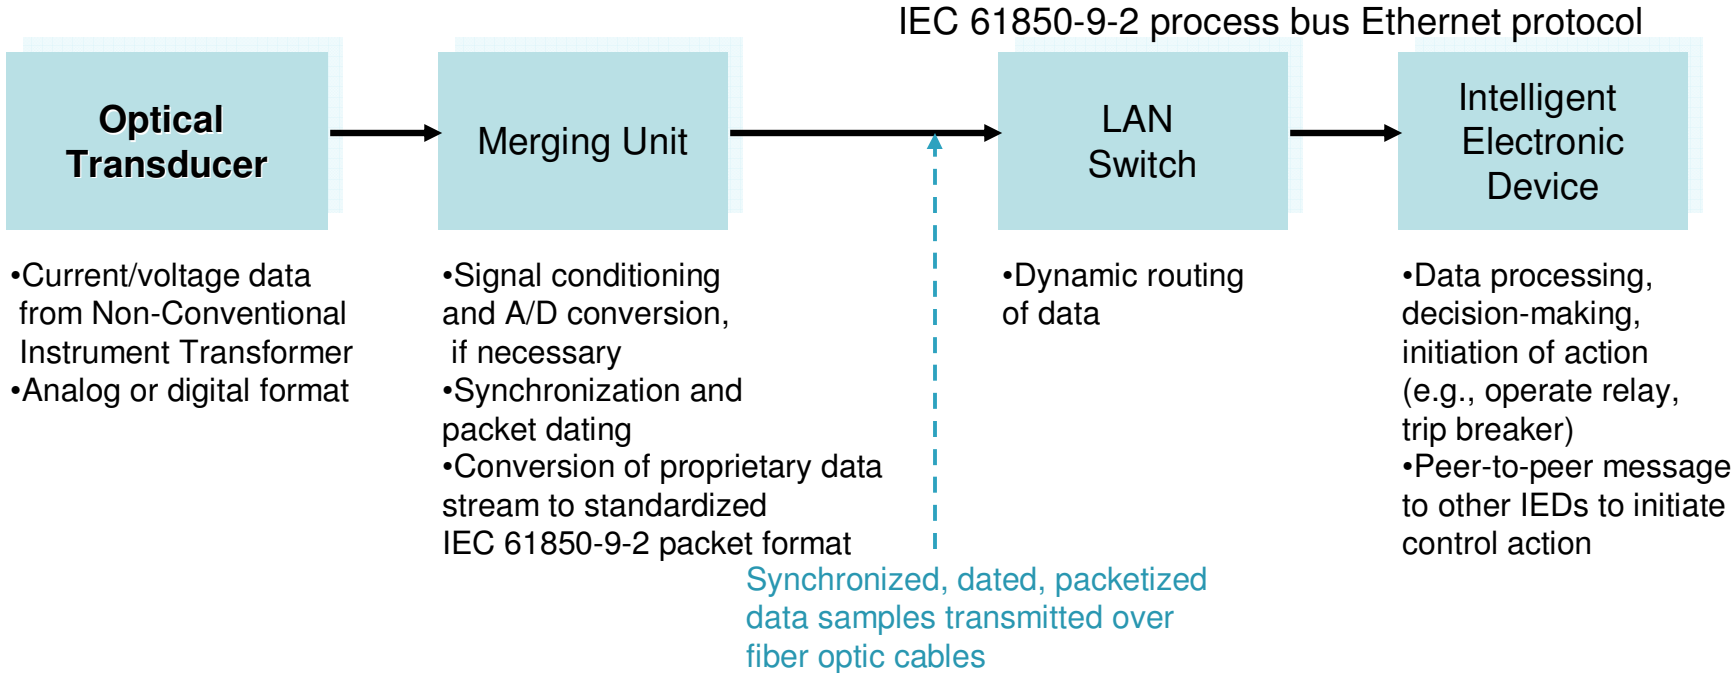 IEC 61850-9-2 process bus Ethernet protocol
Optical
Transducer
Merging Unit
LAN
Switch
Intelligent
Electronic
Device
•Current/voltage data
from Non-Conventional
Instrument Transformer
•Analog or digital format
•Signal conditioning
and A/D conversion,
if necessary
•Synchronization and
packet dating
•Conversion of proprietary data
stream to standardized
IEC 61850-9-2 packet format
•Dynamic routing
of data
•Data processing,
decision-making,
initiation of action
(e.g., operate relay,
trip breaker)
•Peer-to-peer message
to other IEDs to initiate
control action
Synchronized, dated, packetized
data samples transmitted over
fiber optic cables